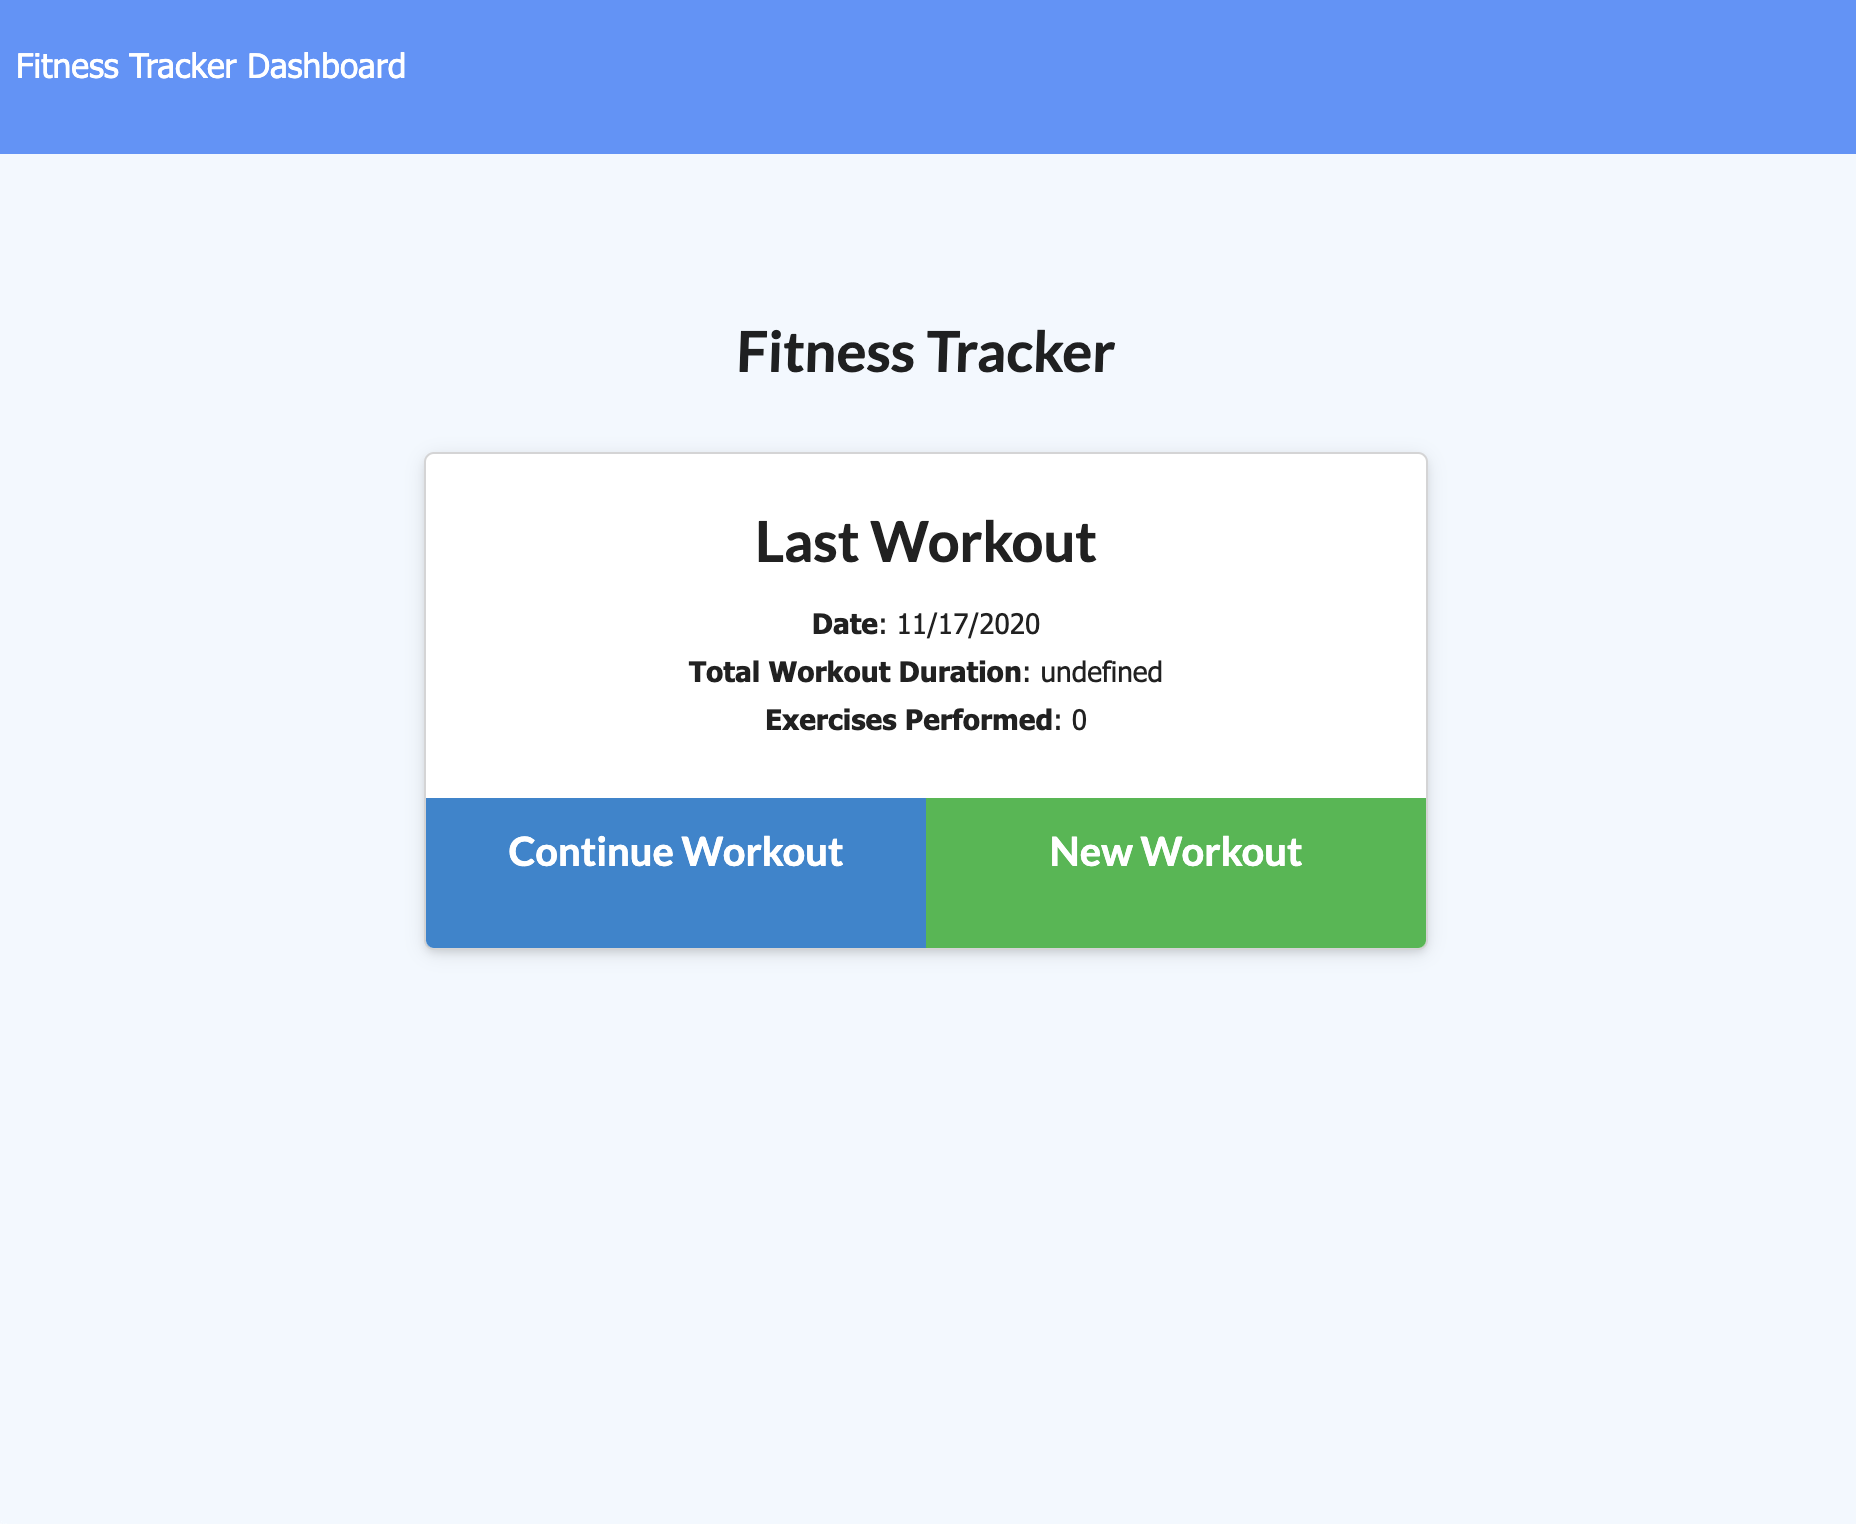 Fitness Tracker Dashboard
Fitness Tracker
Last Workout
Date: 11/17/2020
Total Workout Duration: undefined
Exercises Performed: 0
Continue Workout
New Workout